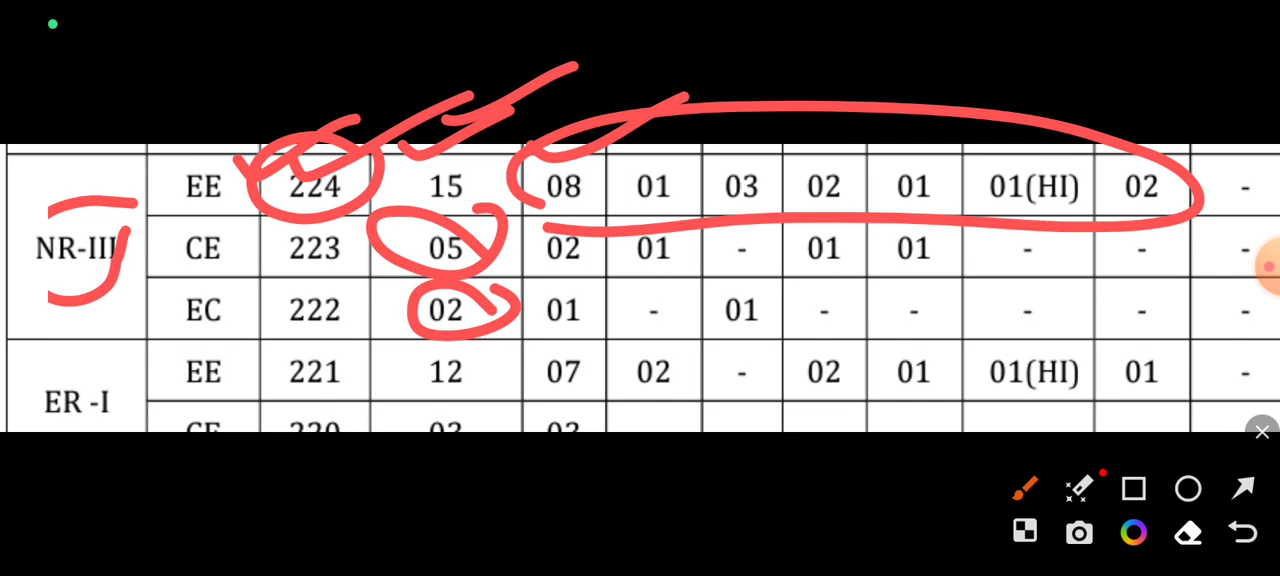 EE 224 15 08 01 03 02 01 01(HI) 02 -
NR-III CE 223 05 02 01 - 01 01 - - -
EC 222 02 01 - 01 - - - - -
EE 221 12 07 02 - 02 01 01(HI) 01 -
ER -I